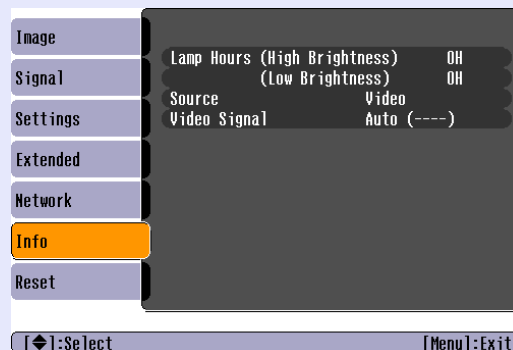 Image
Signal
Settings
Extended
Network
Info
Reset
Lamp Hours (High Brightness) 0H
(Low Brightness) 0H
Source Video
Video Signal Auto (----)
[◆]:Select [Menu]:Exit